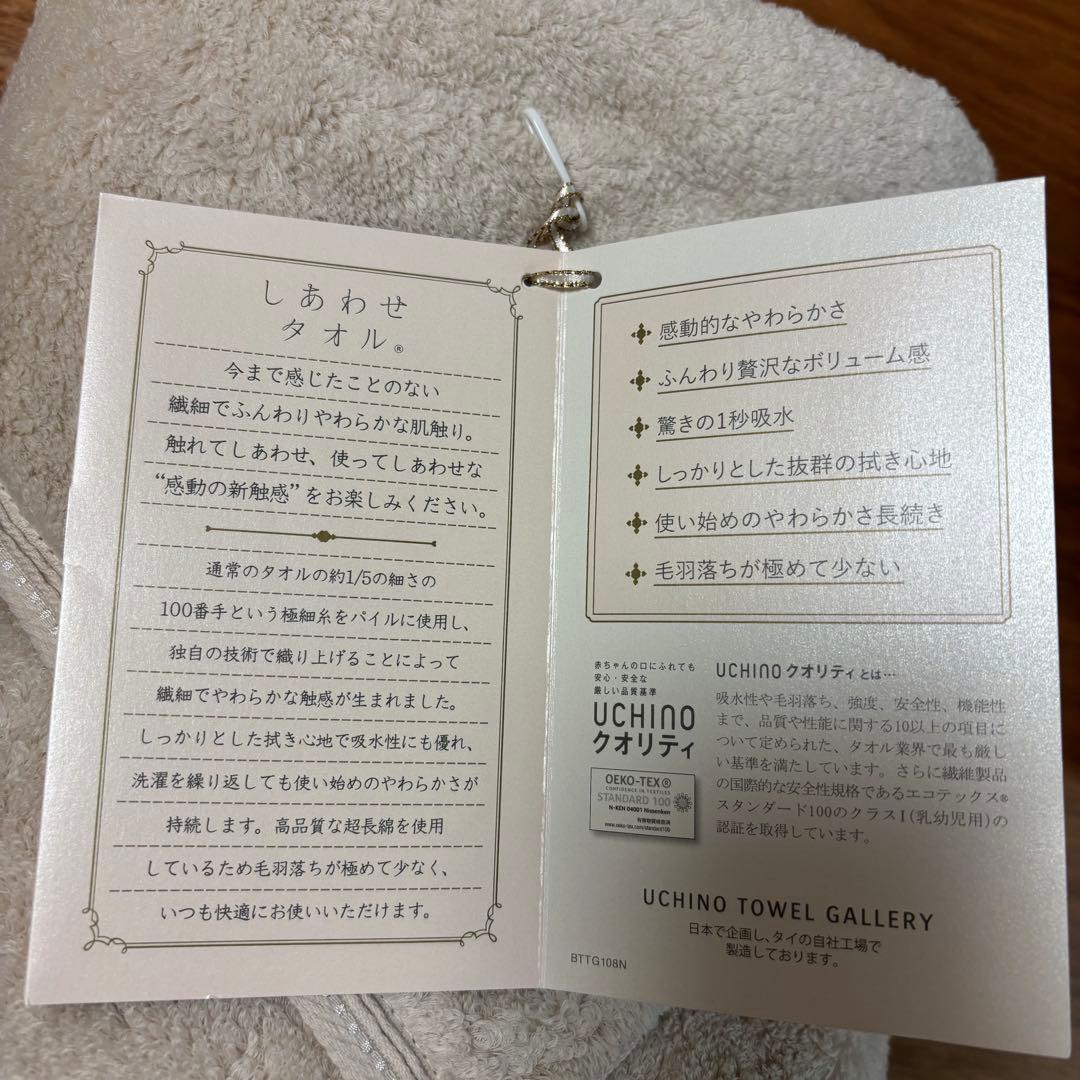 しあわせ
タオル®
今まで感じたことのない
繊細でふんわりやわらかな肌触り。
触れてしあわせ、使ってしあわせな
“感動の新触感”をお楽しみください。
通常のタオルの約1/5の細さの
100番手という極細糸をパイルに使用し、
独自の技術で織り上げることによって
繊細でやわらかな触感が生まれました。
しっかりとした拭き心地で吸水性にも優れ、
洗濯を繰り返しても使い始めのやわらかさが
持続します。高品質な超長綿を使用
しているため毛羽落ちが極めて少なく、
いつも快適にお使いいただけます。
感動的なやわらかさ
ふんわり贅沢なボリューム感
驚きの1秒吸水
しっかりとした抜群の拭き心地
使い始めのやわらかさ長続き
毛羽落ちが極めて少ない
赤ちゃんの口にふれても
安心・安全な
厳しい品質基準
UCHINO
クオリティ
OEKO-TEX®
CONFIDENCE IN TEXTILES
STANDARD 100
N-KEN 04001 Nissenken
有害物質検査済
www.oeko-tex.com/standard100
UCHINOクオリティとは…
吸水性や毛羽落ち、強度、安全性、機能性
まで、品質や性能に関する10以上の項目に
ついて定められた、タオル業界で最も厳し
い基準を満たしています。さらに繊維製品
の国際的な安全性規格であるエコテックス®
スタンダード100のクラスI(乳幼児用)の
認証を取得しています。
UCHINO TOWEL GALLERY
日本で企画し、タイの自社工場で
製造しております。
BTTG108N